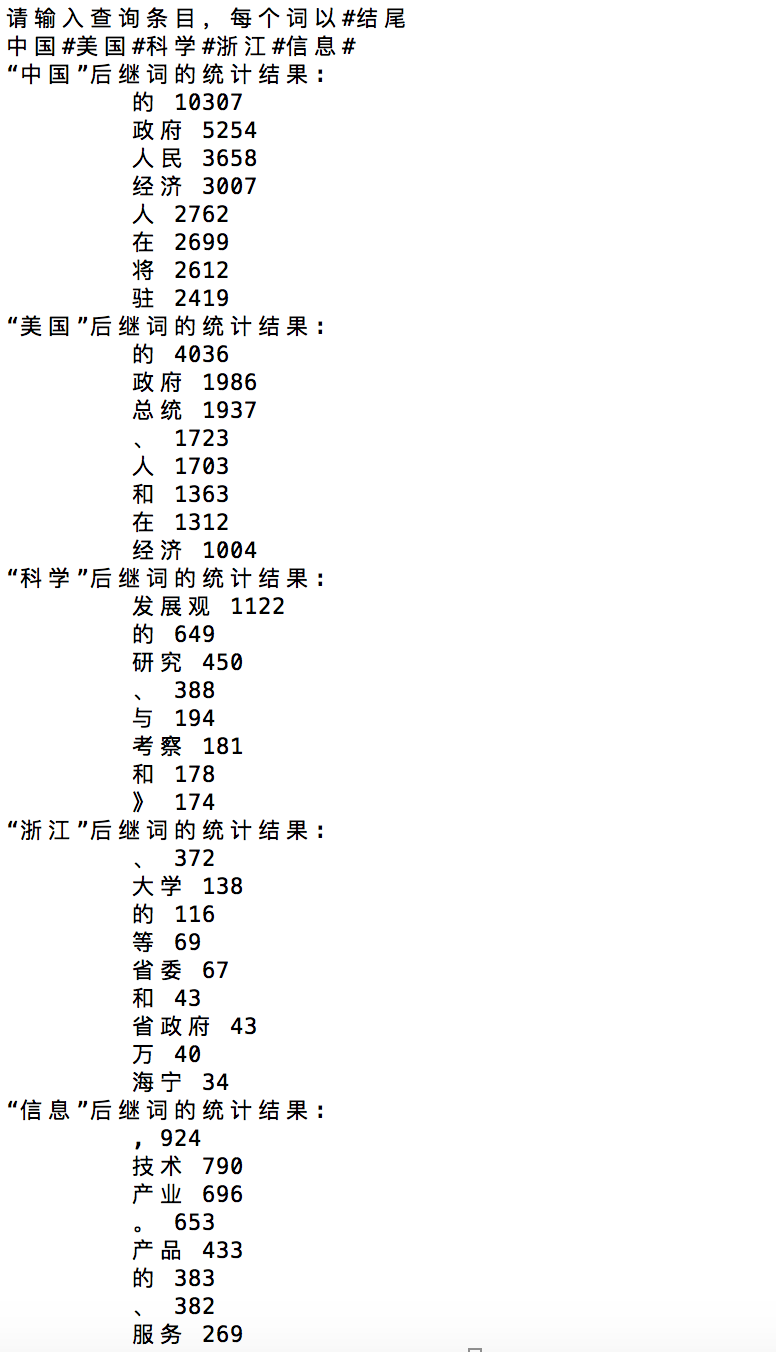 请输入查询条目，每个词以#结尾
中国#美国#科学#浙江#信息#
“中国”后继词的统计结果:
的 10307
政府 5254
人民 3658
经济 3007
人 2762
在 2699
将 2612
驻 2419
“美国”后继词的统计结果:
的 4036
政府 1986
总统 1937
、 1723
人 1703
和 1363
在 1312
经济 1004
“科学”后继词的统计结果:
发展观 1122
的 649
研究 450
、 388
与 194
考察 181
和 178
》 174
“浙江”后继词的统计结果:
、 372
大学 138
的 116
等 69
省委 67
和 43
省政府 43
万 40
海宁 34
“信息”后继词的统计结果:
, 924
技术 790
产业 696
。 653
产品 433
的 383
、 382
服务 269